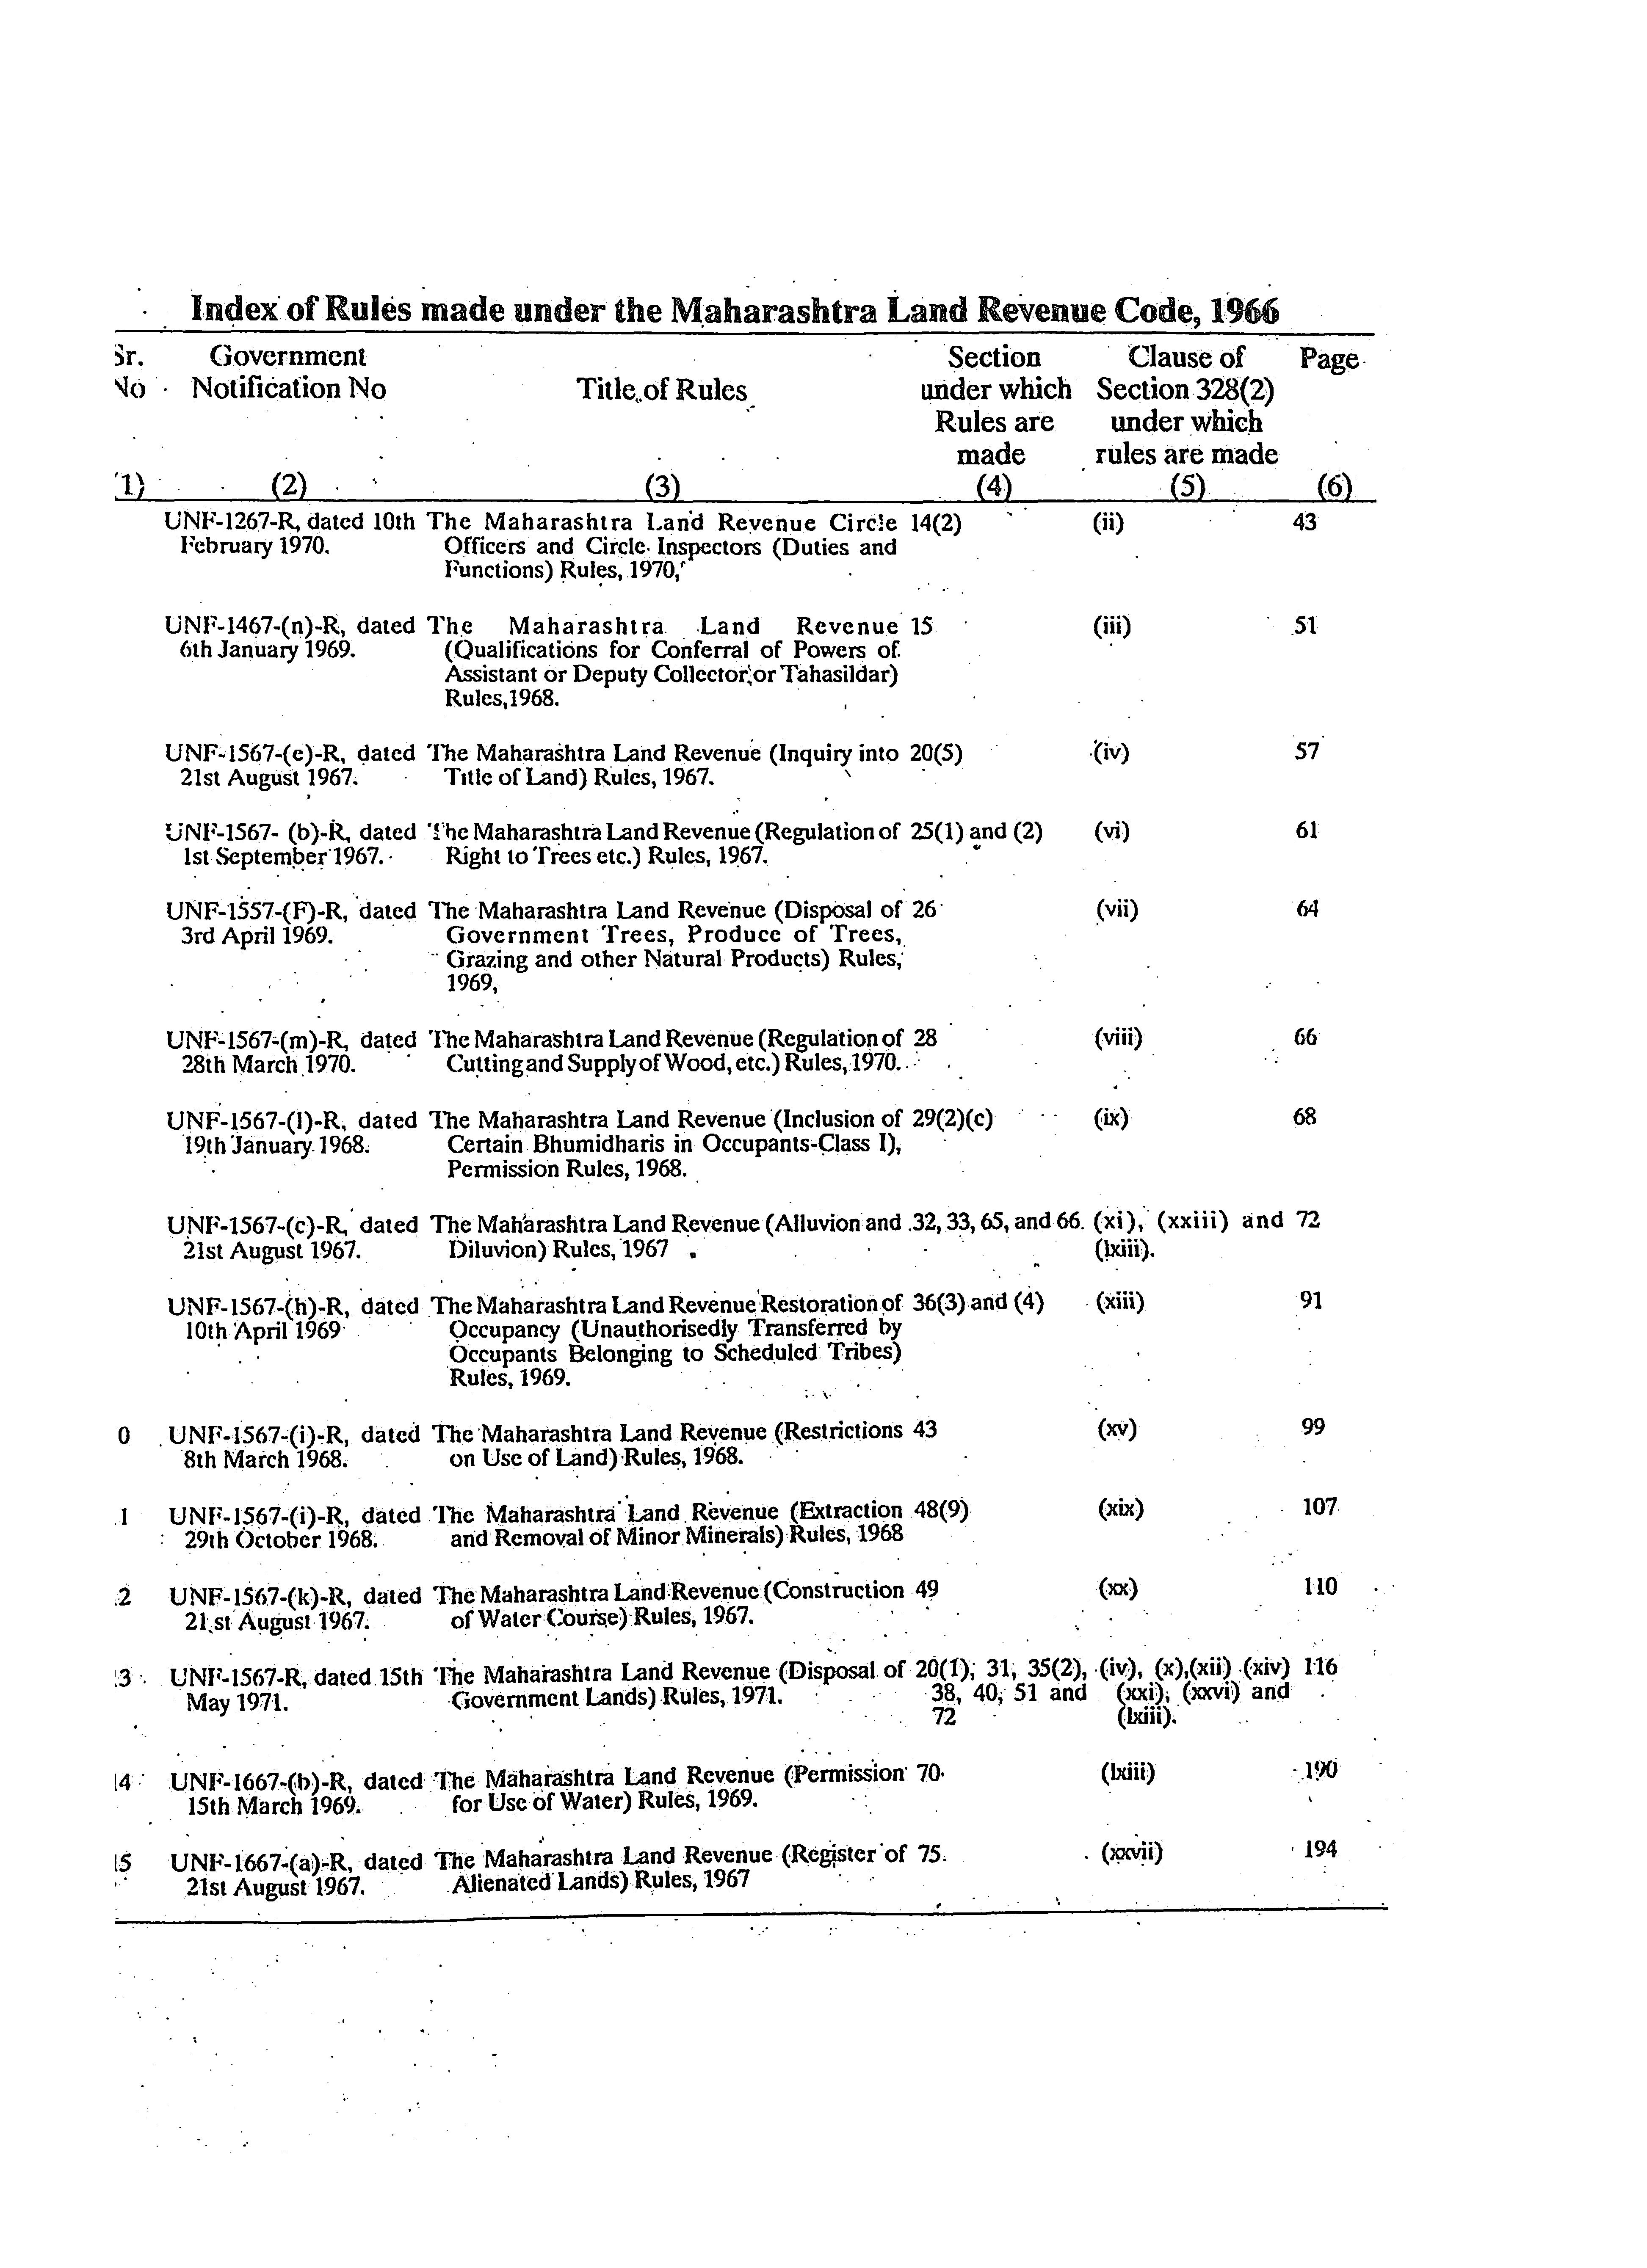 Index of Rules made under the Maharashtra Land Revenue Code, 1966
Sr. Government Section Clause of Page
No Notification No Title of Rules under which Section 328(2)
Rules are under which
made rules are made
(1) (2) (3) (4) (5) (6)
UNF-1267-R, dated 10th The Maharashtra Land Revenue Circle 14(2) (ii) 43
February 1970. Officers and Circle Inspectors (Duties and
Functions) Rules, 1970,
UNF-1467-(n)-R, dated The Maharashtra Land Revenue 15 (iii) 51
6th January 1969. (Qualifications for Conferral of Powers of
Assistant or Deputy Collector or Tahasildar)
Rules,1968.
UNF-1567-(e)-R, dated The Maharashtra Land Revenue (Inquiry into 20(5) (iv) 57
21st August 1967. Title of Land) Rules, 1967.
UNF-1567- (b)-R, dated The Maharashtra Land Revenue (Regulation of 25(1) and (2) (vi) 61
1st September 1967. Right to Trees etc.) Rules, 1967.
UNF-1557-(F)-R, dated The Maharashtra Land Revenue (Disposal of 26 (vii) 64
3rd April 1969. Government Trees, Produce of Trees,
Grazing and other Natural Products) Rules,
1969,
UNF-1567-(m)-R, dated The Maharashtra Land Revenue (Regulation of 28 (viii) 66
28th March 1970. Cutting and Supply of Wood, etc.) Rules, 1970.
UNF-1567-(l)-R, dated The Maharashtra Land Revenue (Inclusion of 29(2)(c) (ix) 68
19th January 1968. Certain Bhumidharis in Occupants-Class I),
Permission Rules, 1968.
UNF-1567-(c)-R, dated The Maharashtra Land Revenue (Alluvion and 32, 33, 65, and 66. (xi), (xxiii) and 72
21st August 1967. Diluvion) Rules, 1967 (lxiii).
UNF-1567-(h)-R, dated The Maharashtra Land Revenue Restoration of 36(3) and (4) (xiii) 91
10th April 1969 Occupancy (Unauthorisedly Transferred by
Occupants Belonging to Scheduled Tribes)
Rules, 1969.
0 UNF-1567-(i)-R, dated The Maharashtra Land Revenue (Restrictions 43 (xv) 99
8th March 1968. on Use of Land) Rules, 1968.
1 UNF-1567-(i)-R, dated The Maharashtra Land Revenue (Extraction 48(9) (xix) 107
29th October 1968. and Removal of Minor Minerals) Rules, 1968
2 UNF-1567-(k)-R, dated The Maharashtra Land Revenue (Construction 49 (xx) 110
21st August 1967. of Water Course) Rules, 1967.
3 UNF-1567-R, dated 15th The Maharashtra Land Revenue (Disposal of 20(1), 31, 35(2), (iv), (x),(xii) (xiv) 116
May 1971. Government Lands) Rules, 1971. 38, 40, 51 and (xxi), (xxvi) and
72 (lxiii).
14 UNF-1667-(b)-R, dated The Maharashtra Land Revenue (Permission 70 (lxiii) 190
15th March 1969. for Use of Water) Rules, 1969.
15 UNF-1667-(a)-R, dated The Maharashtra Land Revenue (Register of 75. (xxvii) 194
21st August 1967. Alienated Lands) Rules, 1967